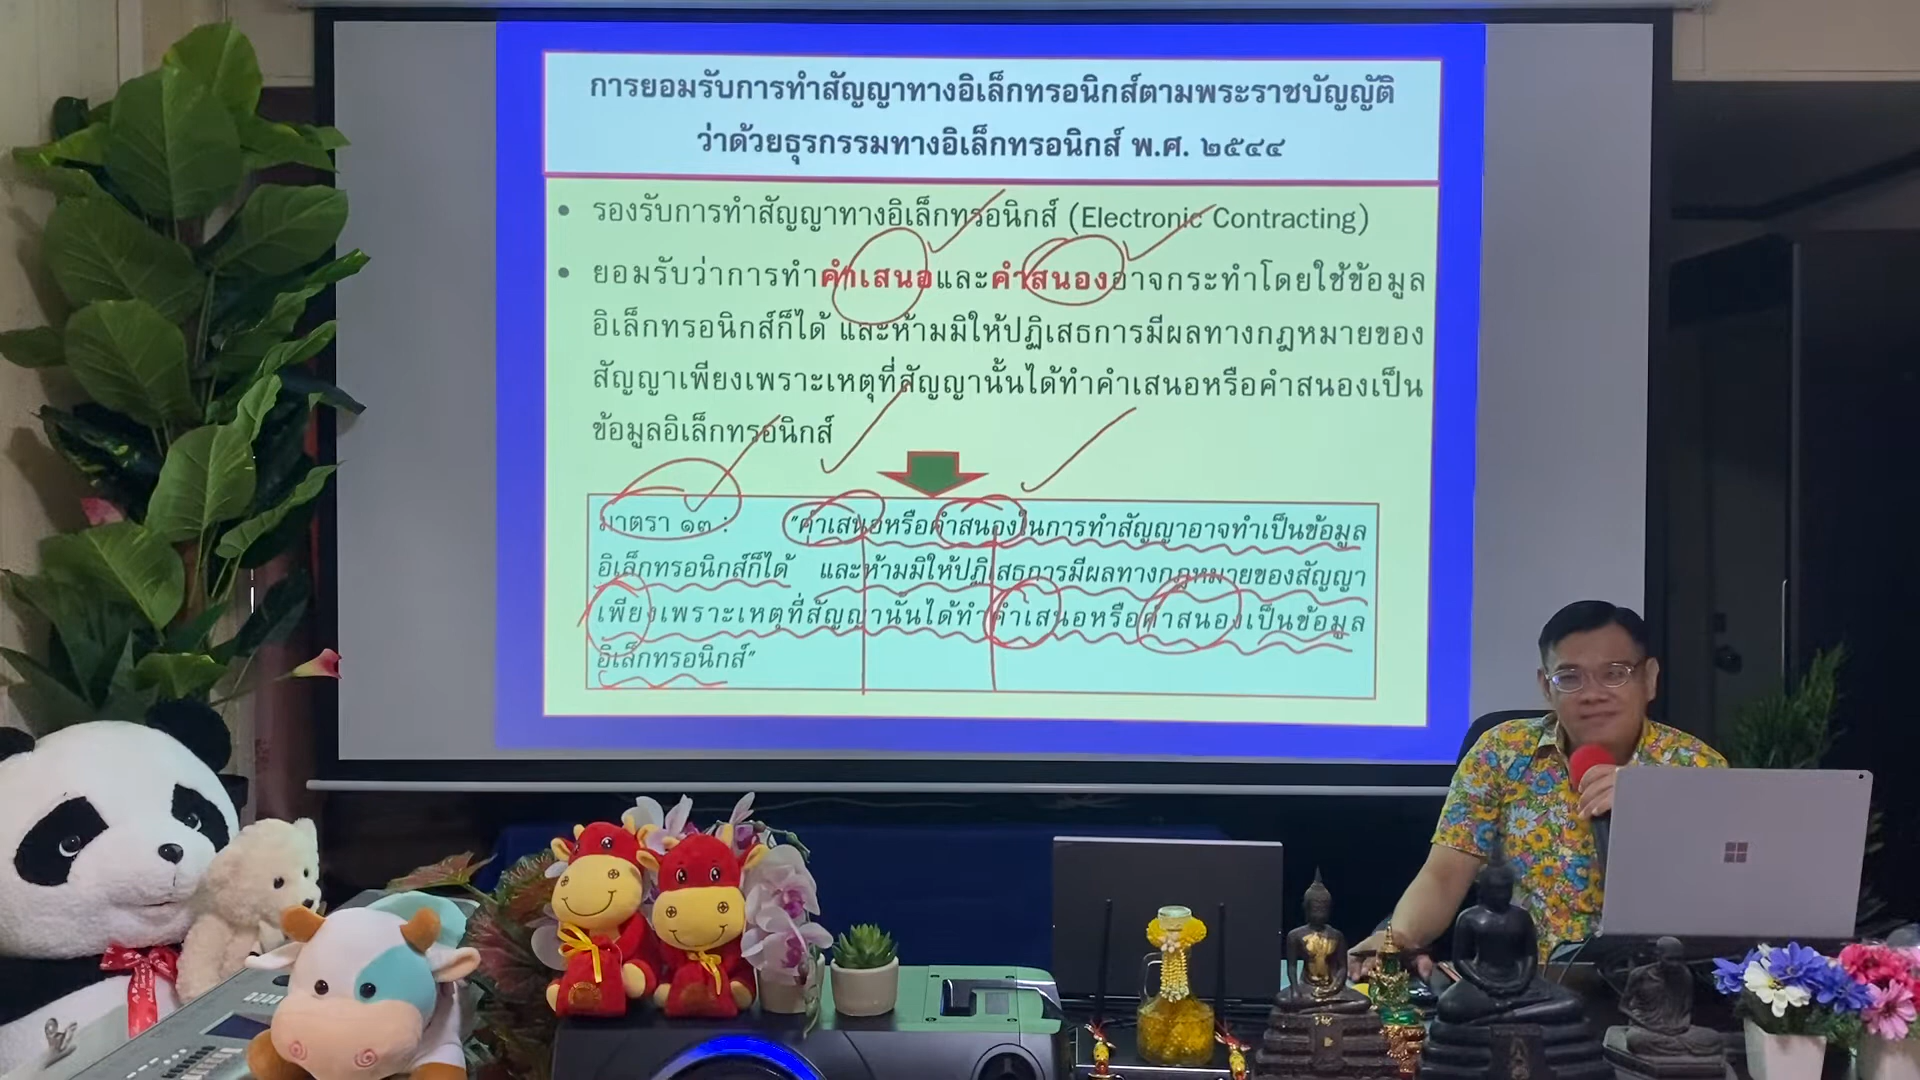 การยอมรับการทำสัญญาทางอิเล็กทรอนิกส์ตามพระราชบัญญัติ
ว่าด้วยธุรกรรมทางอิเล็กทรอนิกส์ พ.ศ. ๒๕๔๔
• รองรับการทำสัญญาทางอิเล็กทรอนิกส์ (Electronic Contracting)
• ยอมรับว่าการทำคำเสนอและคำสนองอาจกระทำโดยใช้ข้อมูล
อิเล็กทรอนิกส์ก็ได้ และห้ามมิให้ปฏิเสธการมีผลทางกฎหมายของ
สัญญาเพียงเพราะเหตุที่สัญญานั้นได้ทำคำเสนอหรือคำสนองเป็น
ข้อมูลอิเล็กทรอนิกส์
มาตรา ๑๓ : "คำเสนอหรือคำสนองในการทำสัญญาอาจทำเป็นข้อมูล
อิเล็กทรอนิกส์ก็ได้ และห้ามมิให้ปฏิเสธการมีผลทางกฎหมายของสัญญา
เพียงเพราะเหตุที่สัญญานั้นได้ทำคำเสนอหรือคำสนองเป็นข้อมูล
อิเล็กทรอนิกส์"